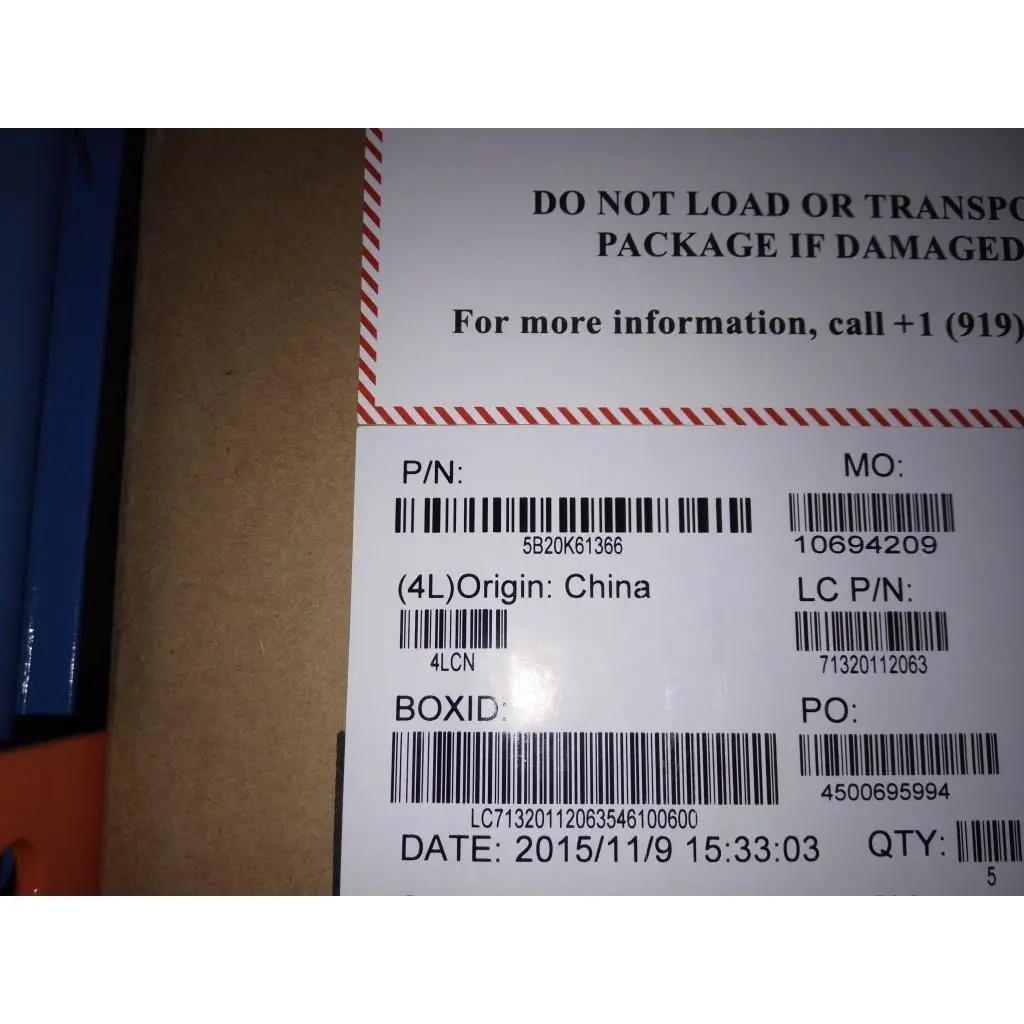 DO NOT LOAD OR TRANSPO
PACKAGE IF DAMAGED
For more information, call +1 (919)
P/N:
MO:
5B20K61366
10694209
(4L)Origin: China
LC P/N:
4LCN
71320112063
BOXID:
PO:
LC71320112063546100600
4500695994
DATE: 2015/11/9 15:33:03
QTY:
5